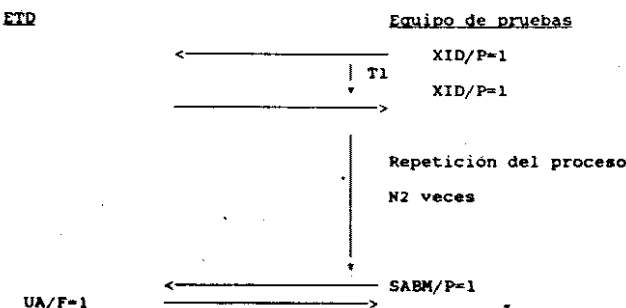 ETD Equipo de pruebas
XID/P=1
T1
XID/P=1
Repetición del proceso
N2 veces
SABM/P=1
UA/F=1